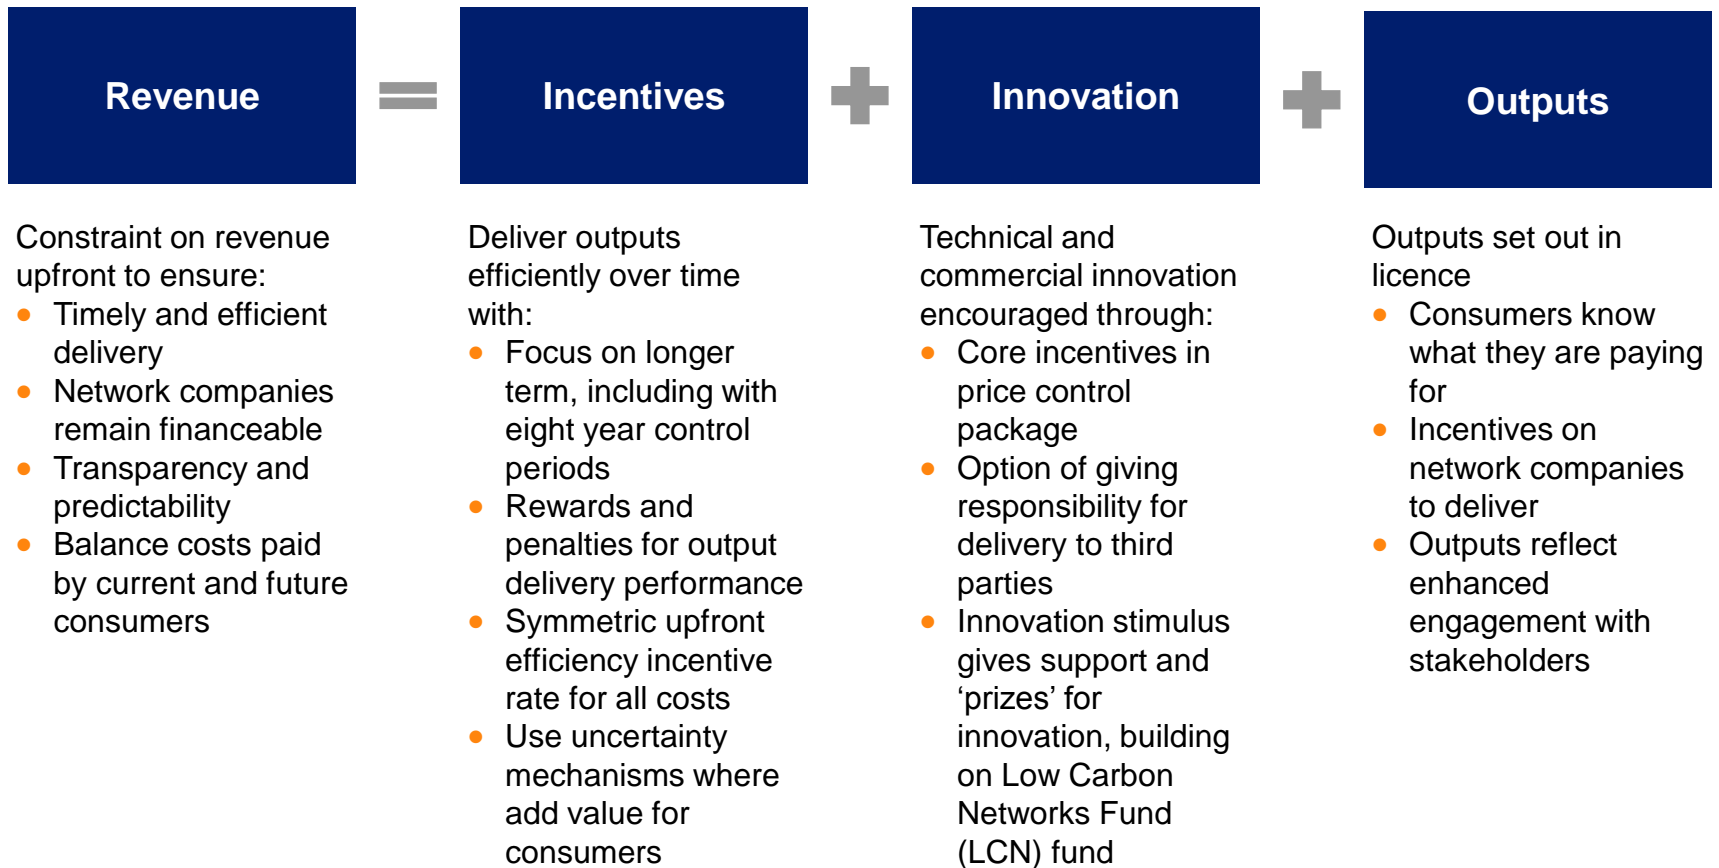 Revenue
Incentives
Innovation
Outputs
Constraint on revenue
upfront to ensure:
Timely and efficient
delivery
Network companies
remain financeable
Transparency and
predictability
Balance costs paid
by current and future
consumers
Deliver outputs
efficiently over time
with:
Focus on longer
term, including with
eight year control
periods
Rewards and
penalties for output
delivery performance
Symmetric upfront
efficiency incentive
rate for all costs
Use uncertainty
mechanisms where
add value for
consumers
Technical and
commercial innovation
encouraged through:
Core incentives in
price control
package
Option of giving
responsibility for
delivery to third
parties
Innovation stimulus
gives support and
‘prizes’ for
innovation, building
on Low Carbon
Networks Fund
(LCN) fund
Outputs set out in
licence
Consumers know
what they are paying
for
Incentives on
network companies
to deliver
Outputs reflect
enhanced
engagement with
stakeholders